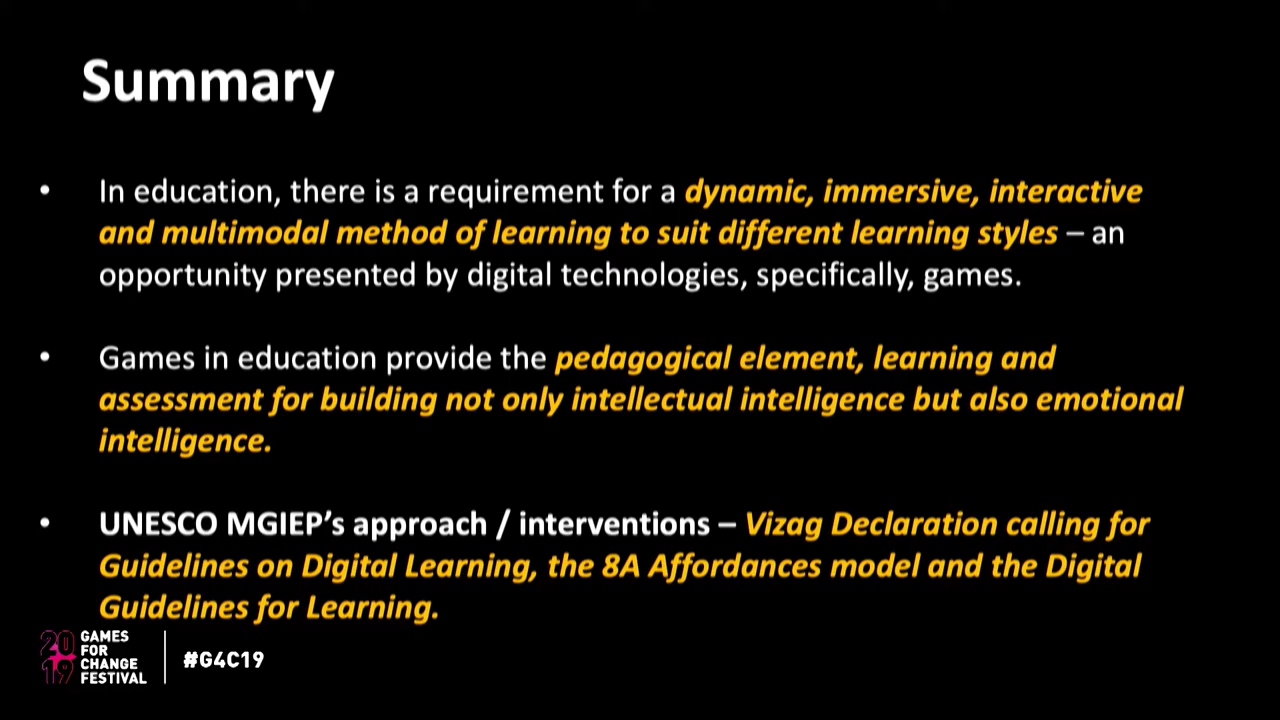 Summary
• In education, there is a requirement for a dynamic, immersive, interactive
and multimodal method of learning to suit different learning styles – an
opportunity presented by digital technologies, specifically, games.
• Games in education provide the pedagogical element, learning and
assessment for building not only intellectual intelligence but also emotional
intelligence.
• UNESCO MGIEP’s approach / interventions – Vizag Declaration calling for
Guidelines on Digital Learning, the 8A Affordances model and the Digital
Guidelines for Learning.
20
19
GAMES
FOR
CHANGE
FESTIVAL
#G4C19